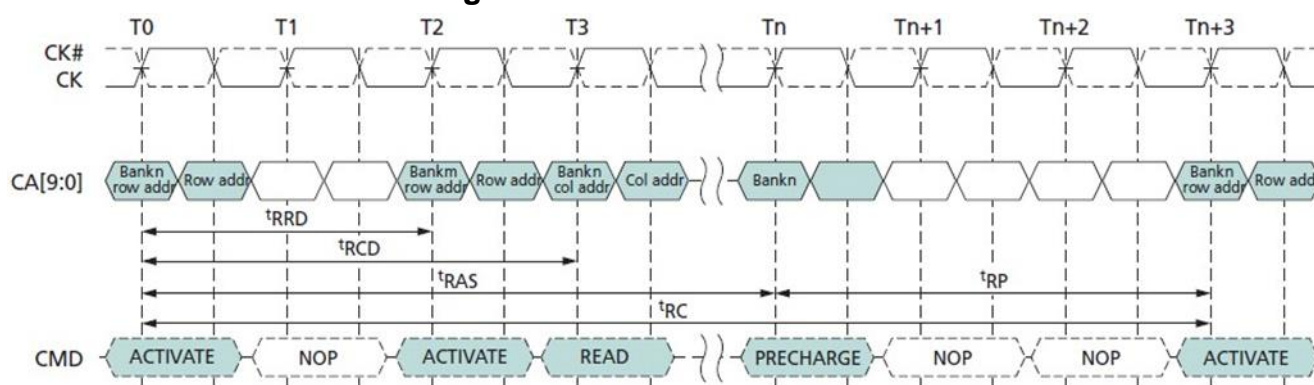 T0 T1 T2 T3 Tn Tn+1 Tn+2 Tn+3
CK#
CK
CA[9:0] Bankn row addr Row addr Bankm row addr Row addr Bankn col addr Col addr Bankn Bankn row addr Row add
tRRD
tRCD
tRAS tRP
tRC
CMD ACTIVATE NOP ACTIVATE READ PRECHARGE NOP NOP ACTIVATE